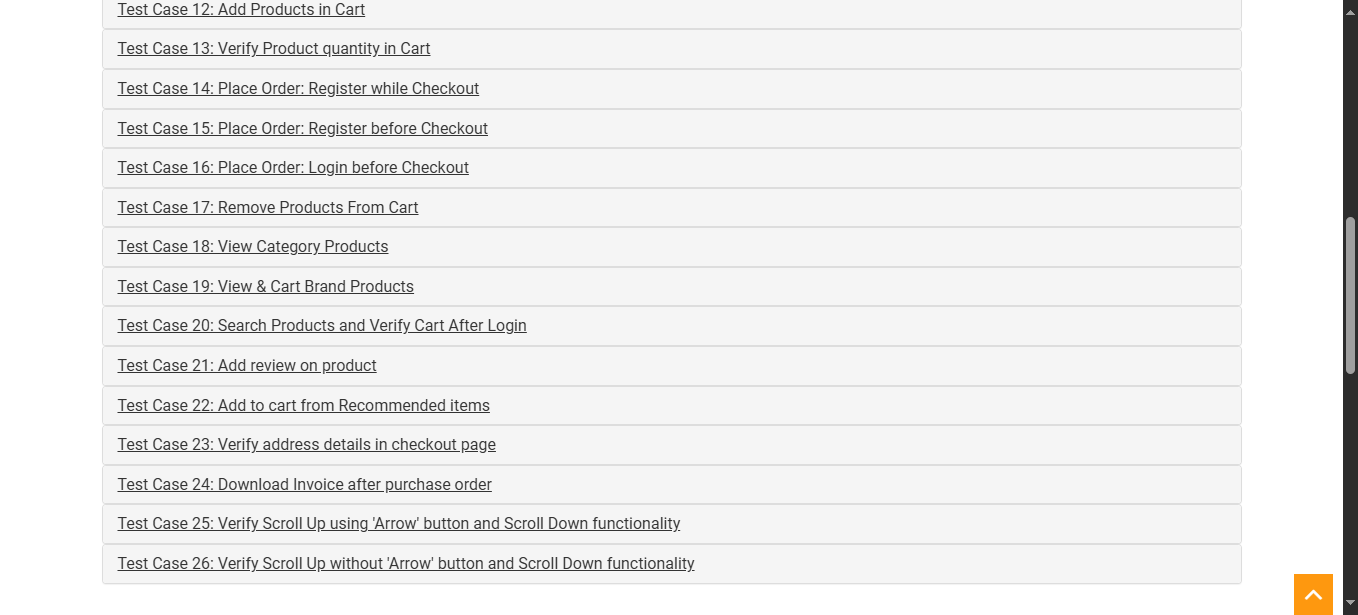 Test Case 12: Add Products in Cart
Test Case 13: Verify Product quantity in Cart
Test Case 14: Place Order: Register while Checkout
Test Case 15: Place Order: Register before Checkout
Test Case 16: Place Order: Login before Checkout
Test Case 17: Remove Products From Cart
Test Case 18: View Category Products
Test Case 19: View & Cart Brand Products
Test Case 20: Search Products and Verify Cart After Login
Test Case 21: Add review on product
Test Case 22: Add to cart from Recommended items
Test Case 23: Verify address details in checkout page
Test Case 24: Download Invoice after purchase order
Test Case 25: Verify Scroll Up using 'Arrow' button and Scroll Down functionality
Test Case 26: Verify Scroll Up without 'Arrow' button and Scroll Down functionality